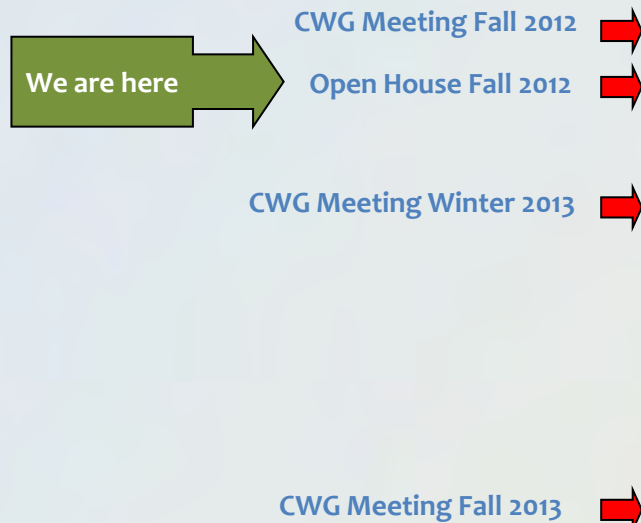 CWG Meeting Fall 2012
We are here
Open House Fall 2012
CWG Meeting Winter 2013
CWG Meeting Fall 2013